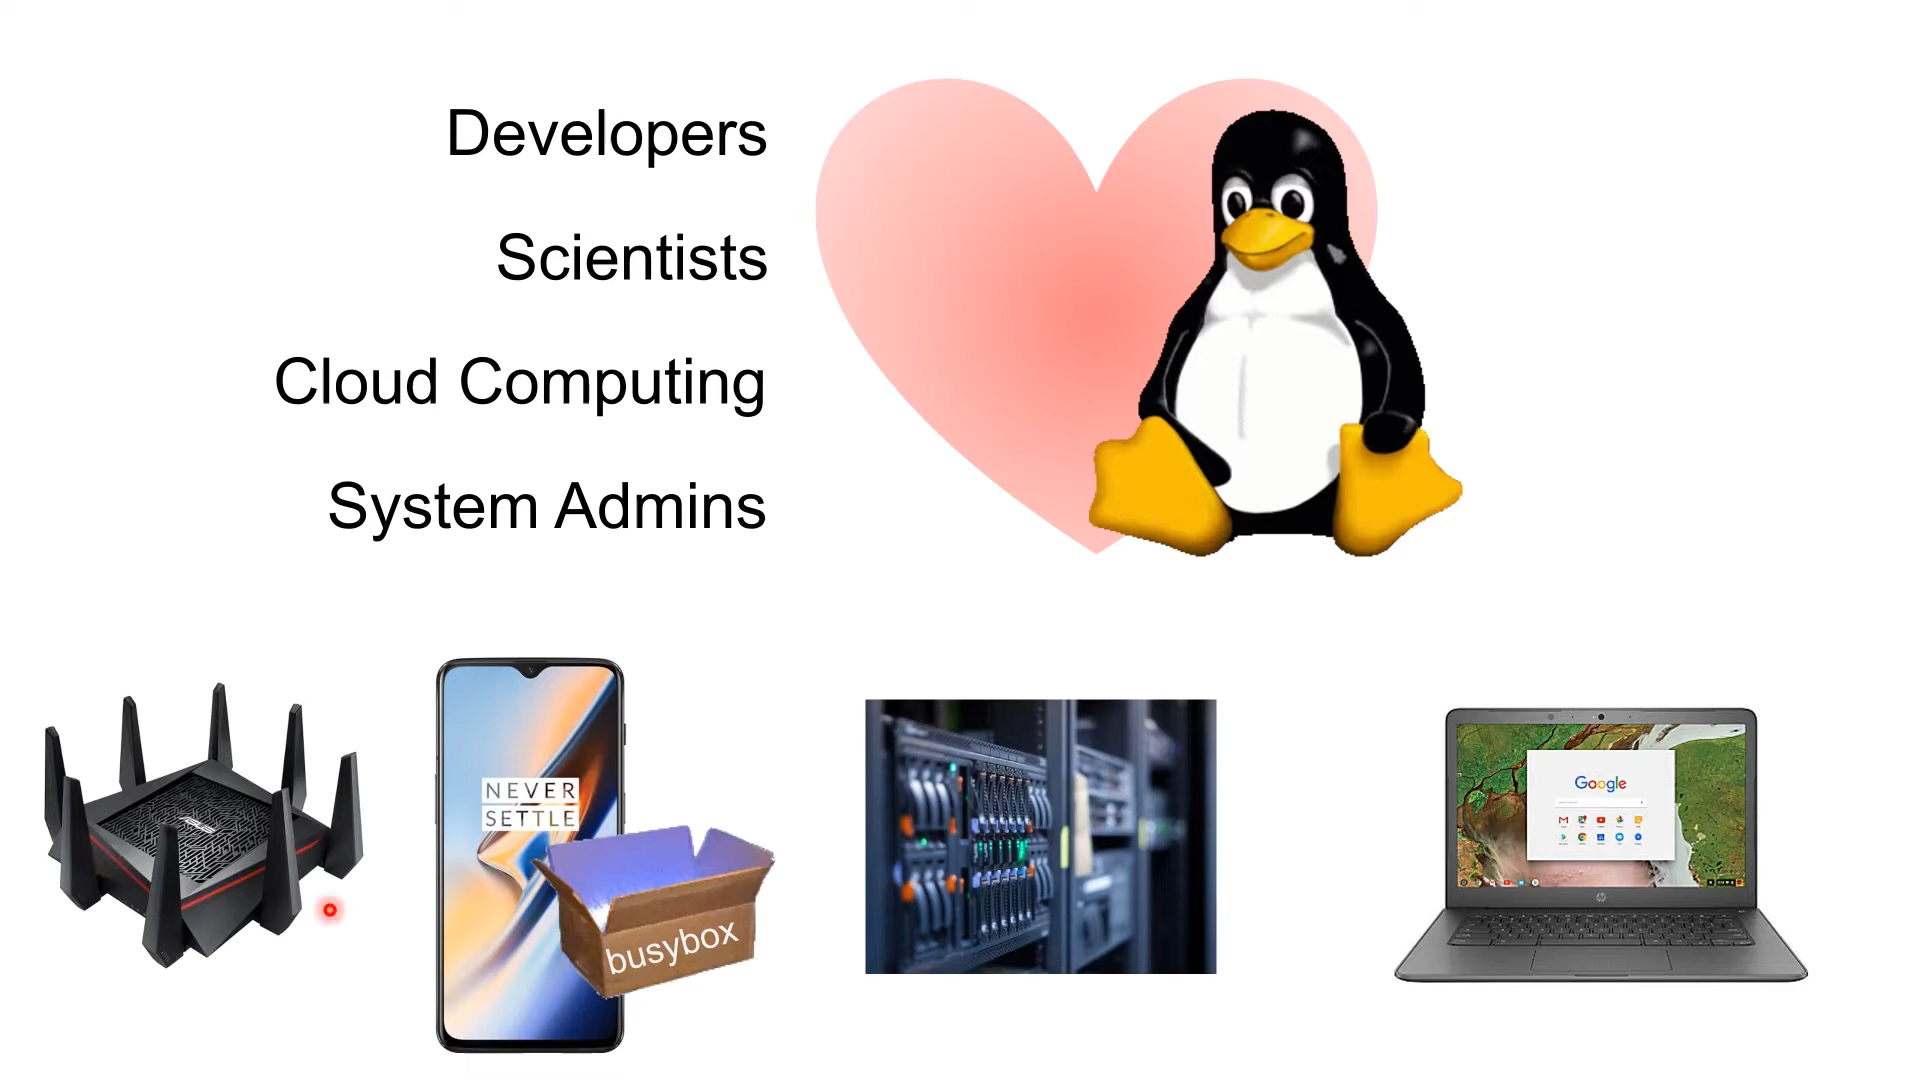 Developers
Scientists
Cloud Computing
System Admins
NEVER
SETTLE
busybox
Google